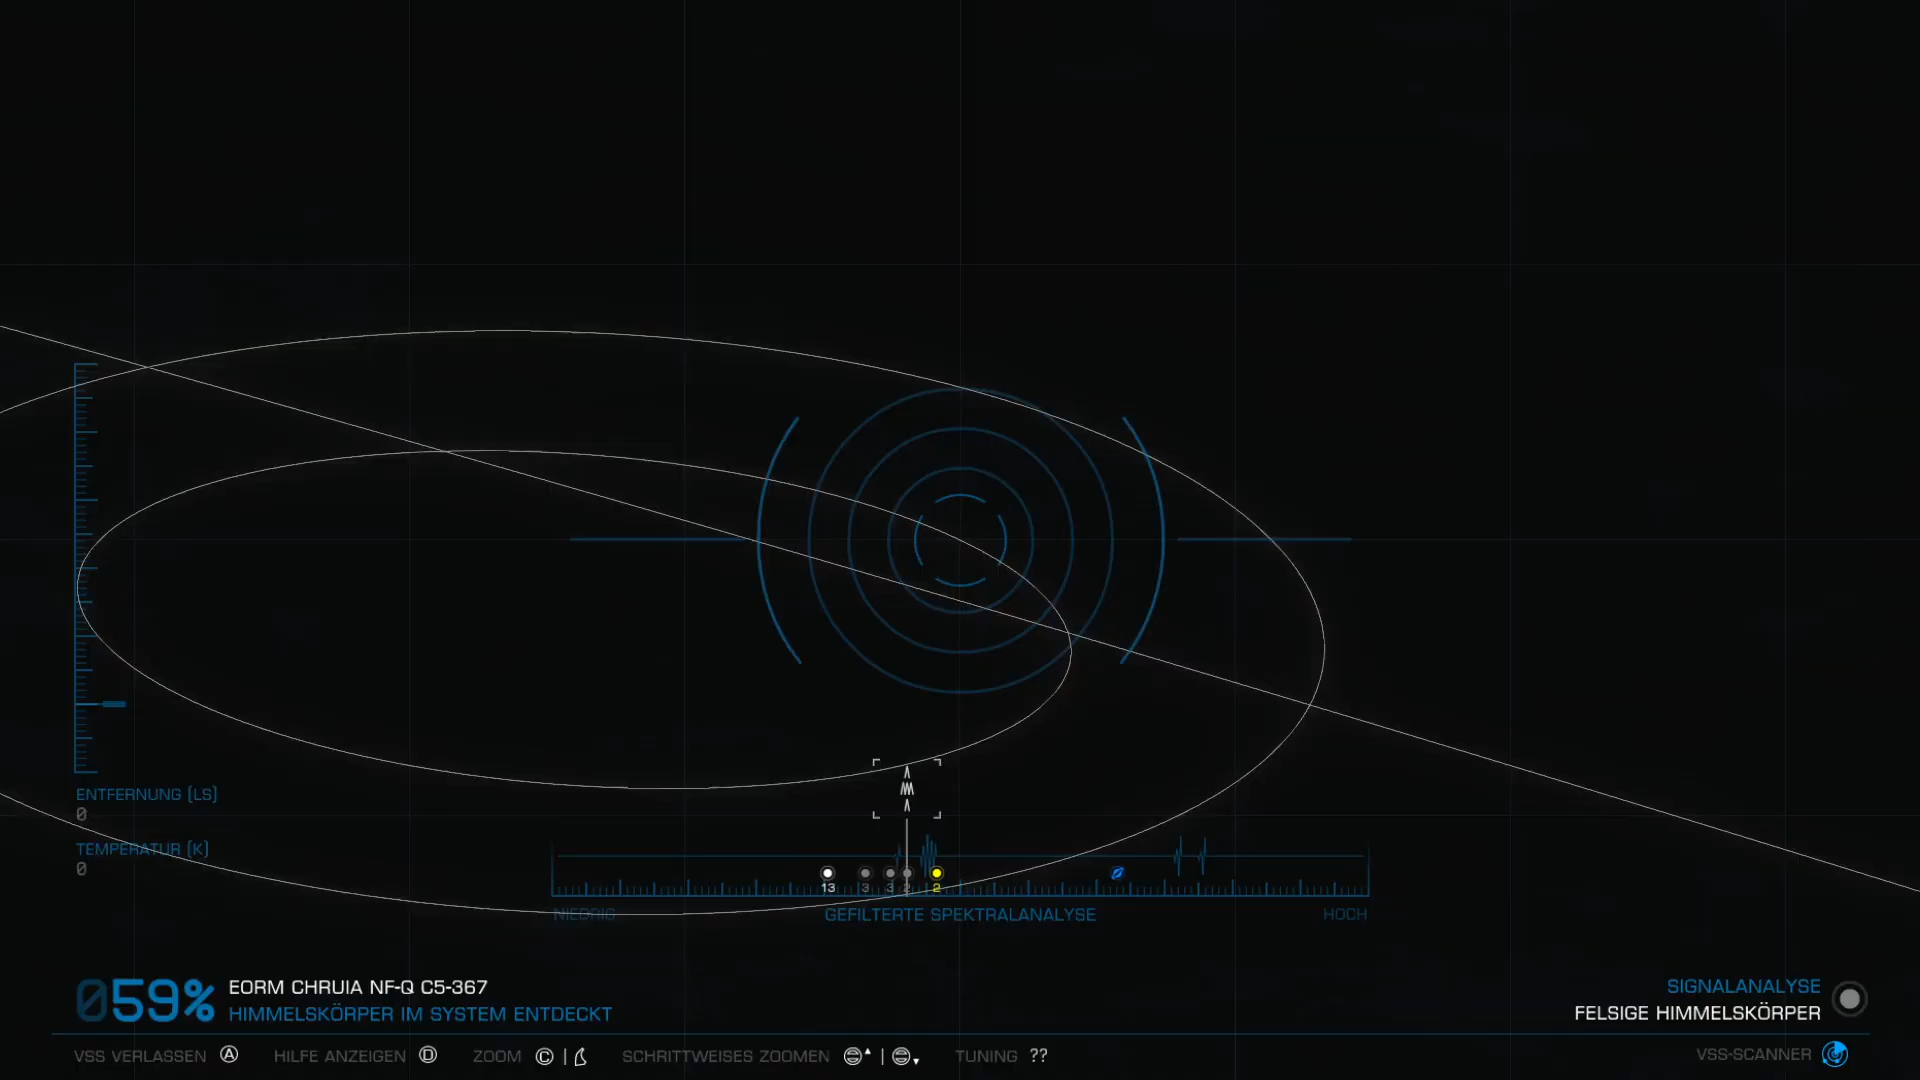 ENTFERNUNG (LS)
0
TEMPERATUR (K)
0
13 3 3 2 2
NIEDRIG GEFILTERTE SPEKTRALANALYSE HOCH
059% EORM CHRUIA NF-Q C5-367
HIMMELSKÖRPER IM SYSTEM ENTDECKT
SIGNALANALYSE
FELSIGE HIMMELSKÖRPER
VSS VERLASSEN A HILFE ANZEIGEN D ZOOM C | SCHRITTWEISES ZOOMEN | TUNING ?? VSS-SCANNER